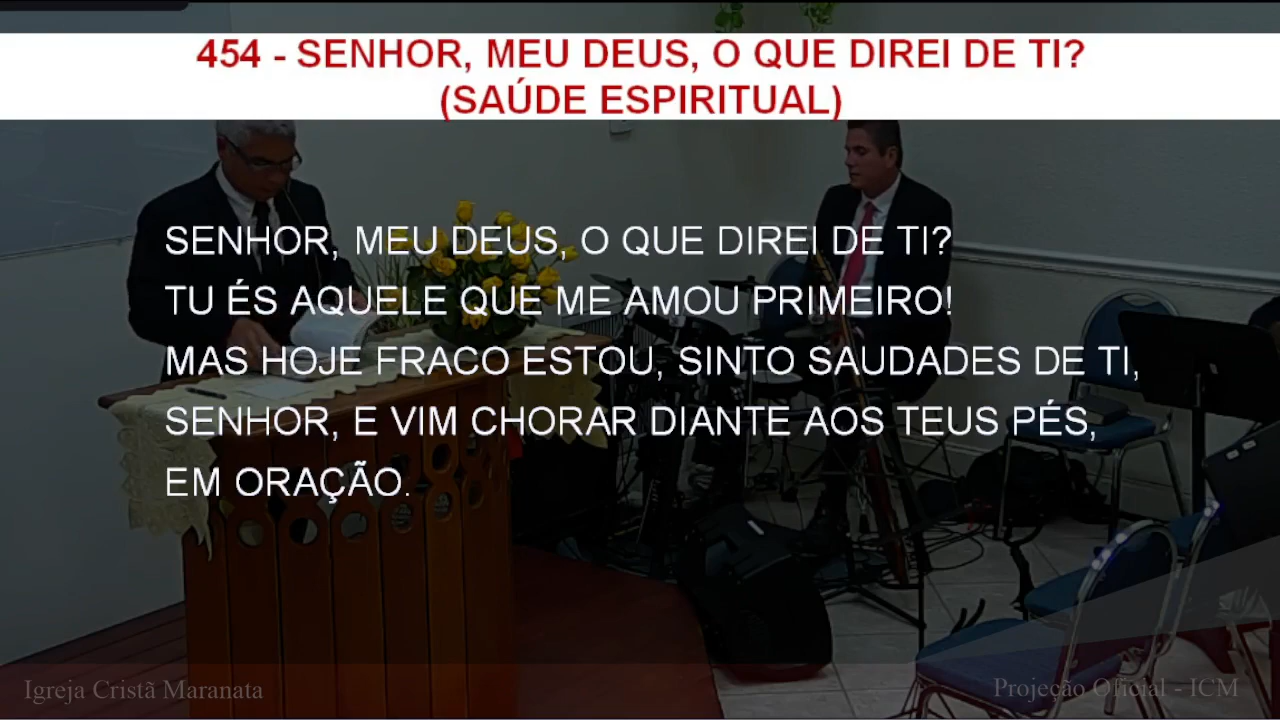 454 - SENHOR, MEU DEUS, O QUE DIREI DE TI?
(SAÚDE ESPIRITUAL)
SENHOR, MEU DEUS, O QUE DIREI DE TI?
TU ÉS AQUELE QUE ME AMOU PRIMEIRO!
MAS HOJE FRACO ESTOU, SINTO SAUDADES DE TI,
SENHOR, E VIM CHORAR DIANTE AOS TEUS PÉS,
EM ORAÇÃO.
Igreja Cristã Maranata
Projeção Oficial - ICM